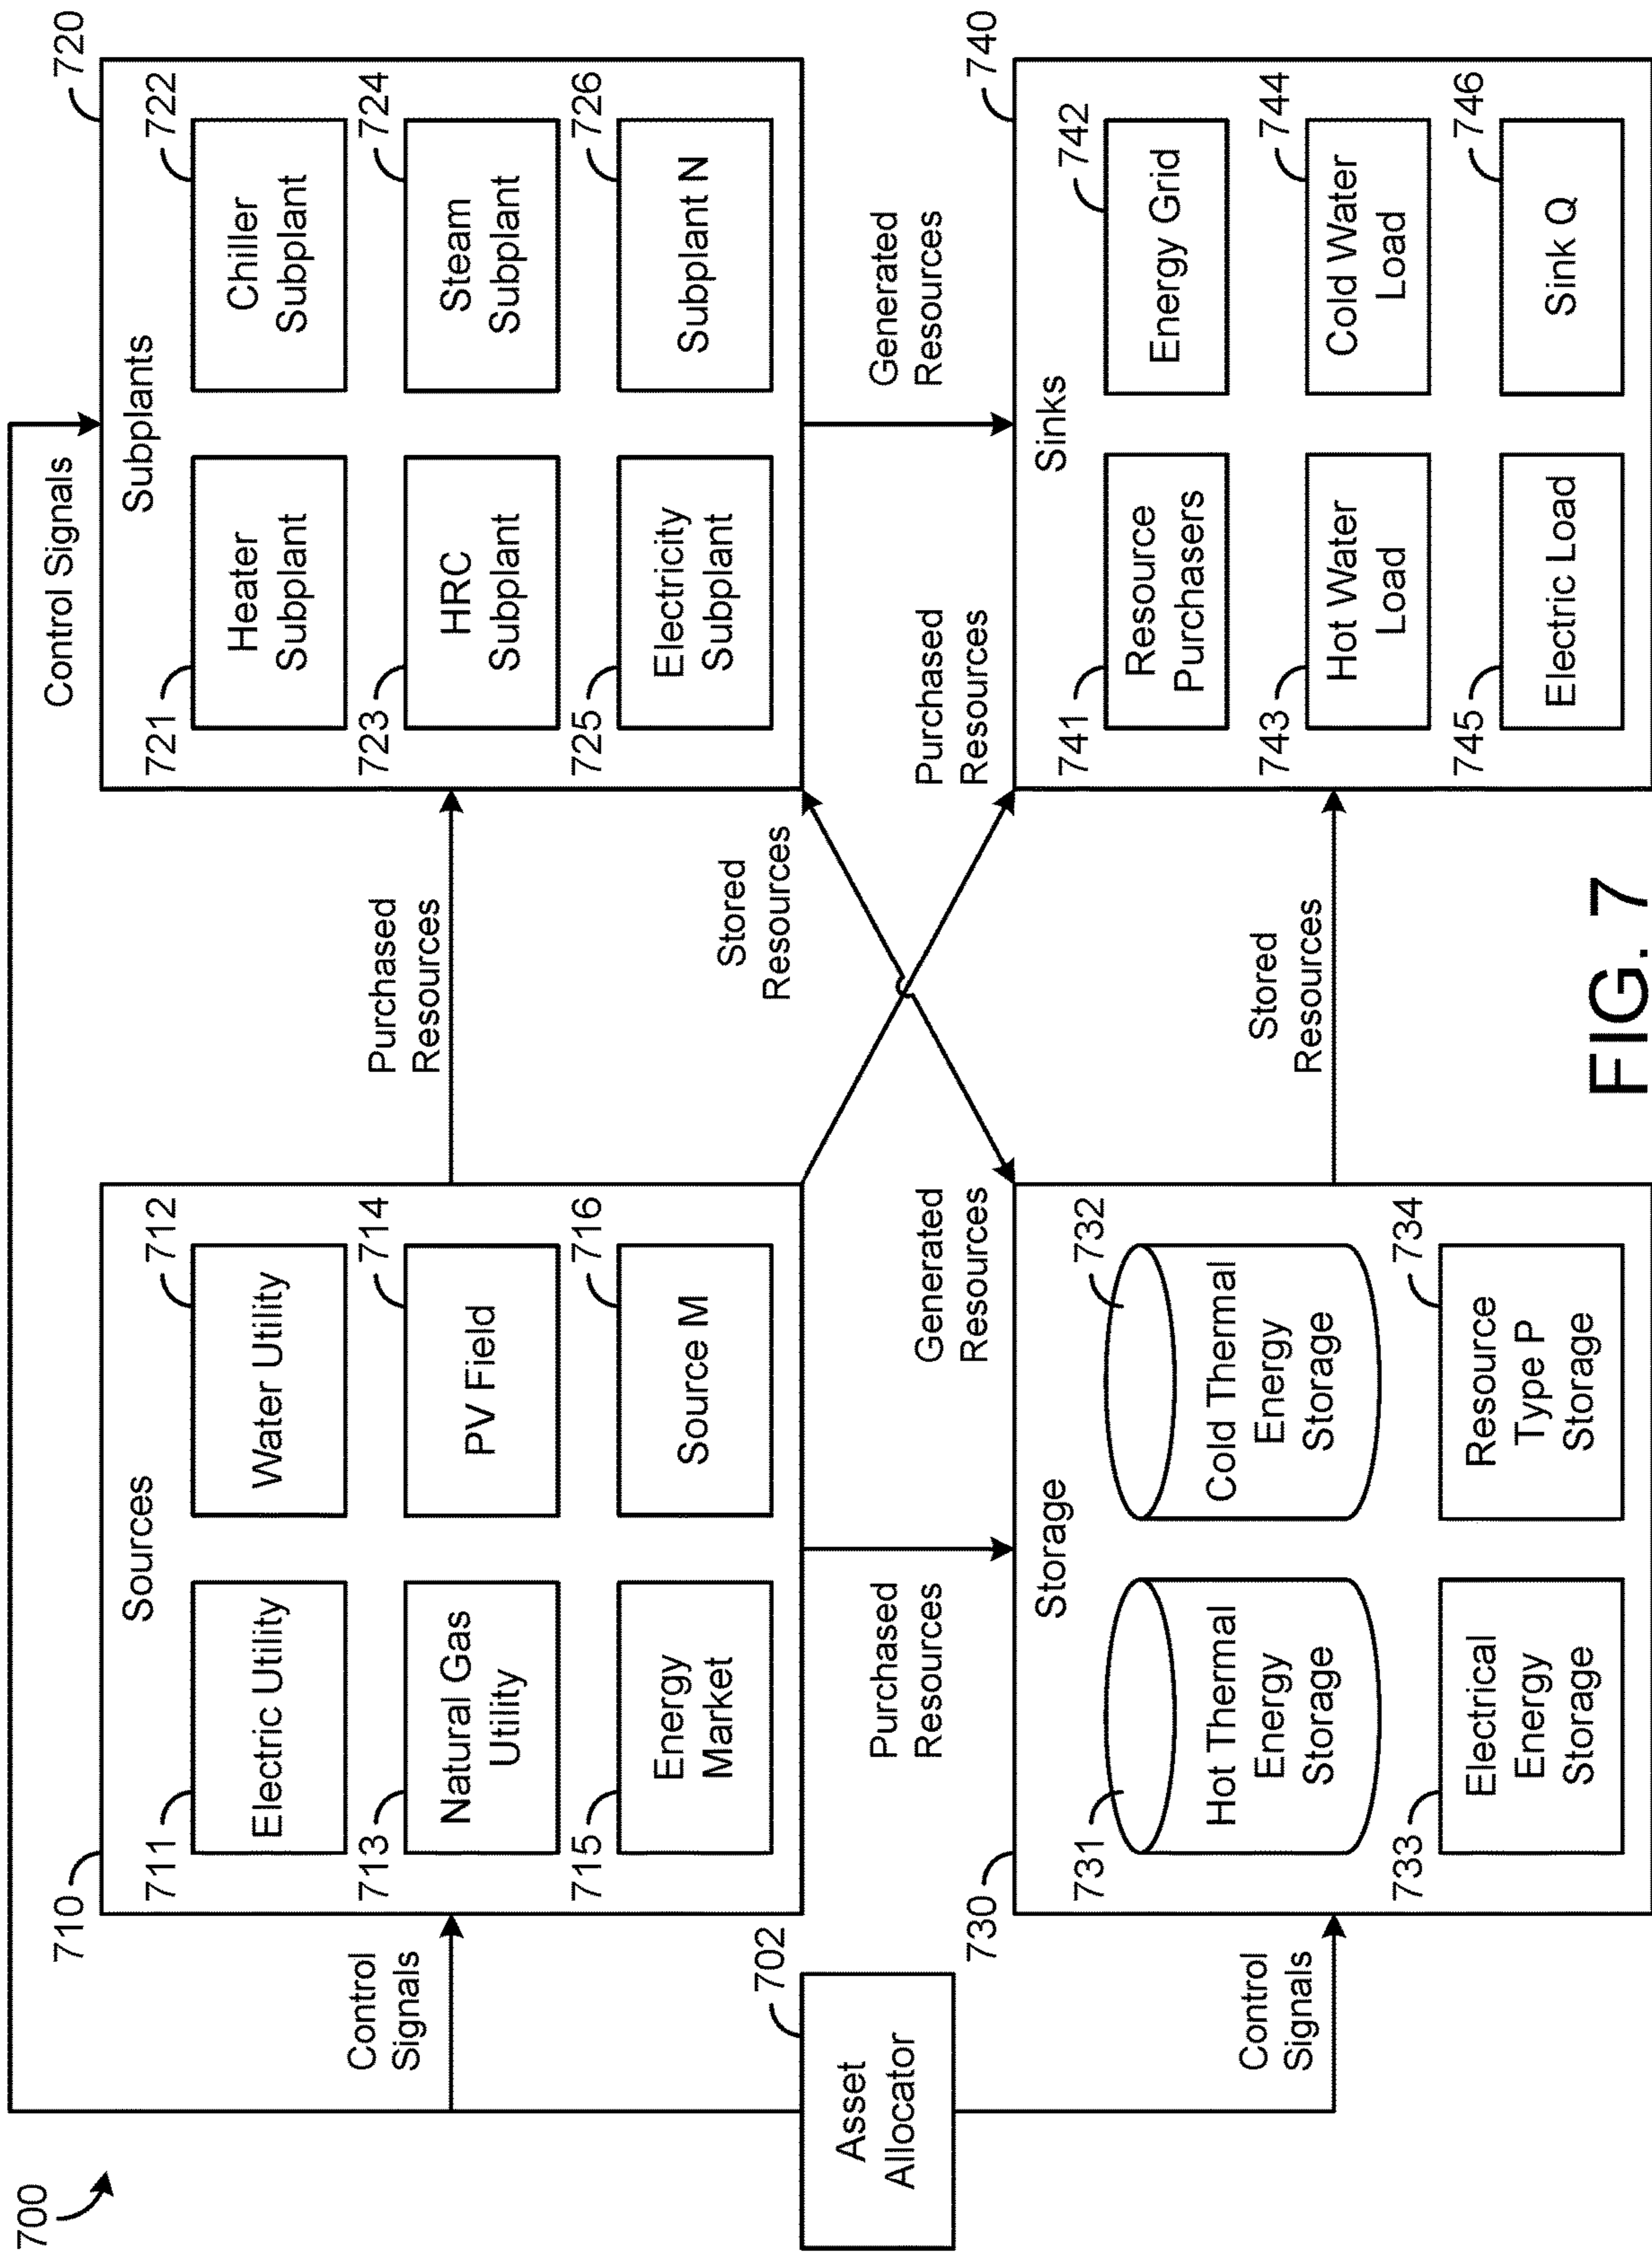 700
Control Signals
710
Sources
711
Electric Utility
712
Water Utility
713
Natural Gas
Utility
714
PV Field
715
Energy
Market
716
Source M
Control
Signals
702
Asset
Allocator
Control
Signals
Purchased
Resources
720
Subplants
721
Heater
Subplant
722
Chiller
Subplant
723
HRC
Subplant
724
Steam
Subplant
725
Electricity
Subplant
726
Subplant N
Purchased
Resources
Generated
Resources
Stored
Resources
Purchased
Resources
Generated
Resources
730
Storage
731
Hot Thermal
Energy
Storage
732
Cold Thermal
Energy
Storage
733
Electrical
Energy
Storage
734
Resource
Type P
Storage
Stored
Resources
740
Sinks
741
Resource
Purchasers
742
Energy Grid
743
Hot Water
Load
744
Cold Water
Load
745
Electric Load
746
Sink Q
FIG. 7